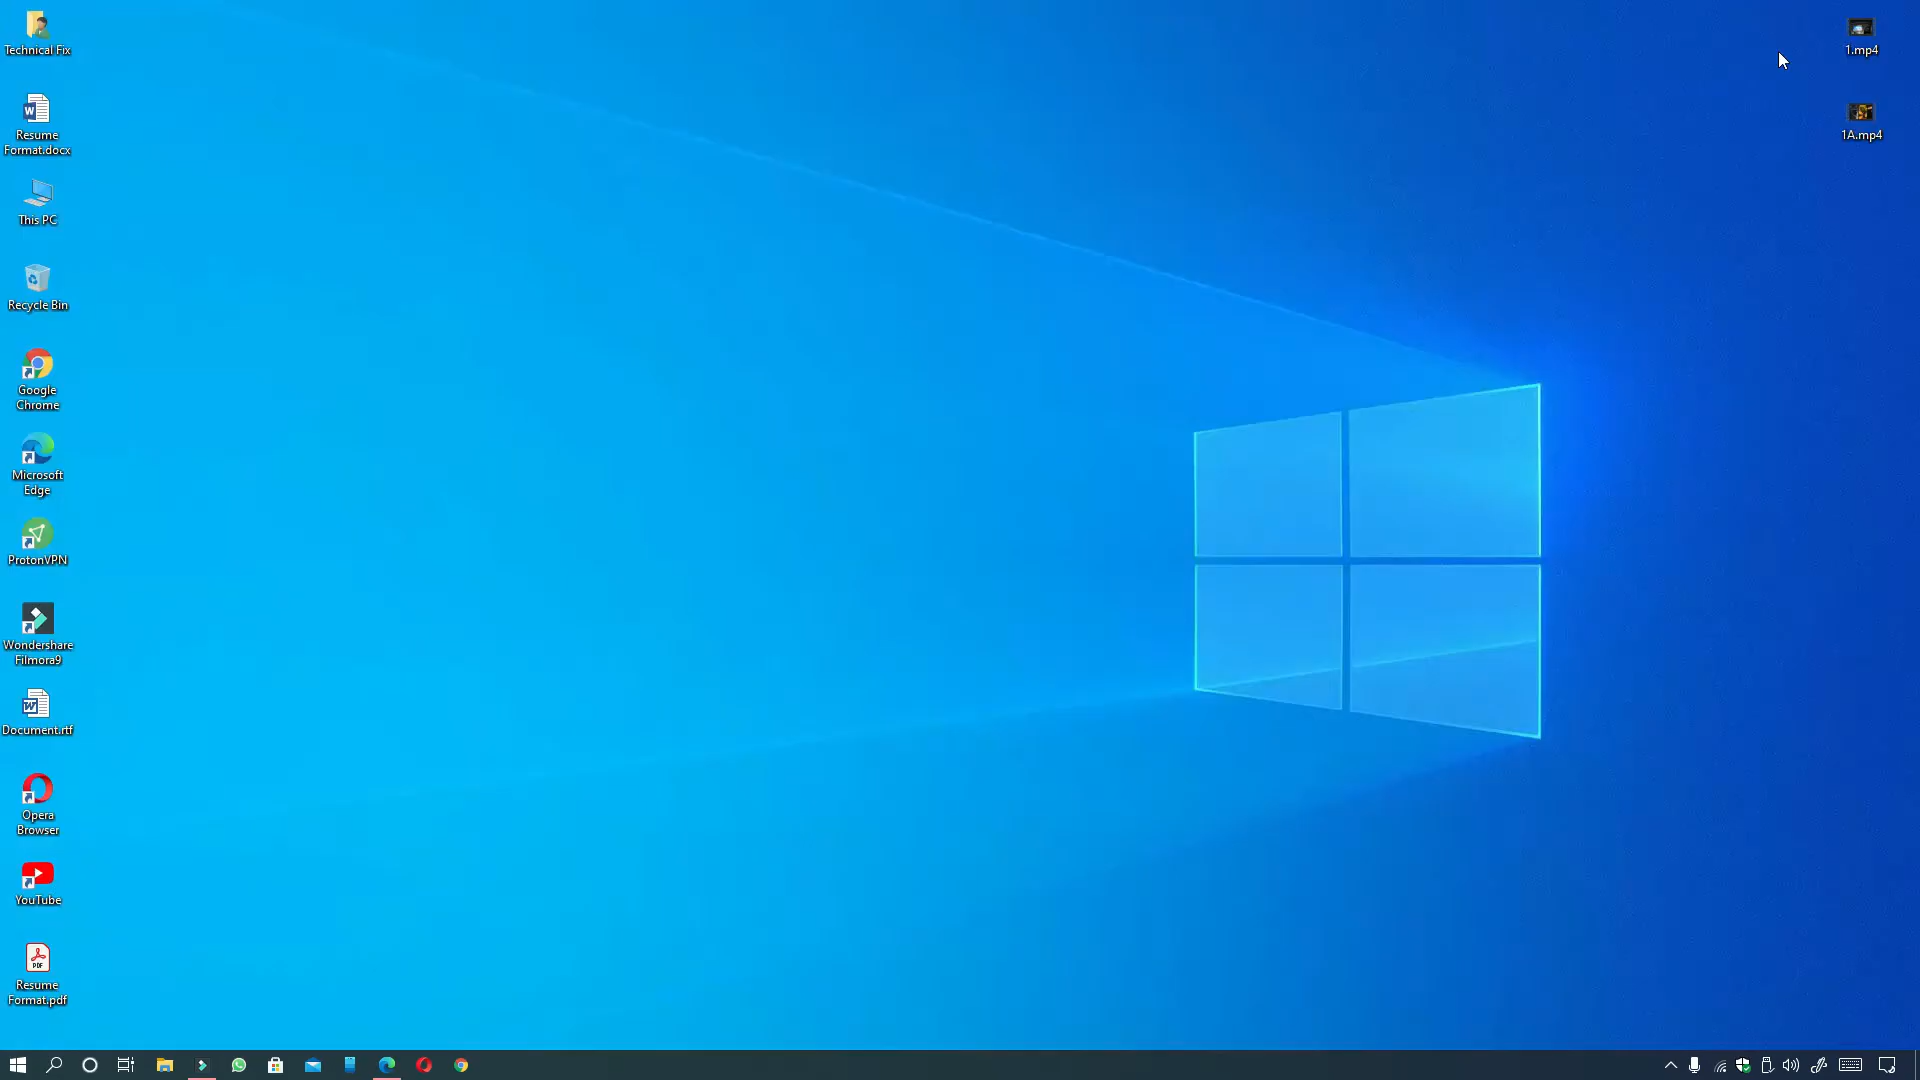 Technical Fix
Resume
Format.docx
This PC
Recycle Bin
Google
Chrome
Microsoft
Edge
ProtonVPN
Wondershare
Filmora9
Document.rtf
Opera
Browser
YouTube
PDF
Resume
Format.pdf
1.mp4
1A.mp4